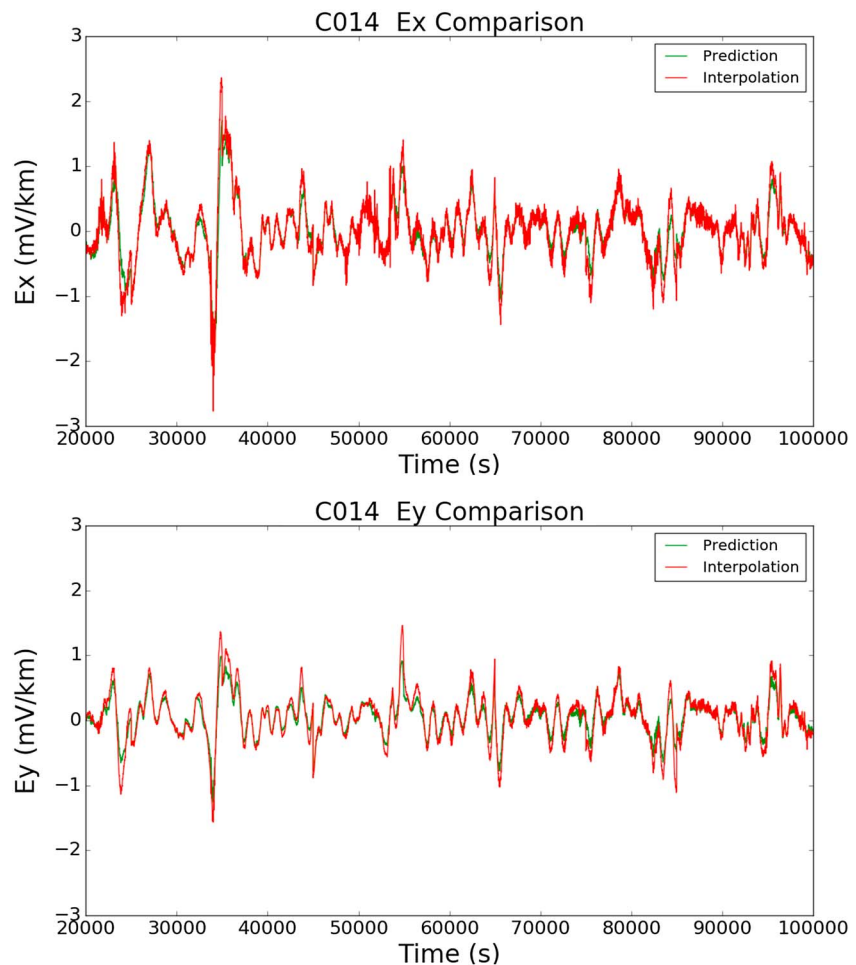 C014  Ex Comparison
3
2
1
0
−1
−2
−3
Ex (mV/km)
Prediction
Interpolation
20000 30000 40000 50000 60000 70000 80000 90000 100000
Time (s)
C014  Ey Comparison
3
2
1
0
−1
−2
−3
Ey (mV/km)
Prediction
Interpolation
20000 30000 40000 50000 60000 70000 80000 90000 100000
Time (s)